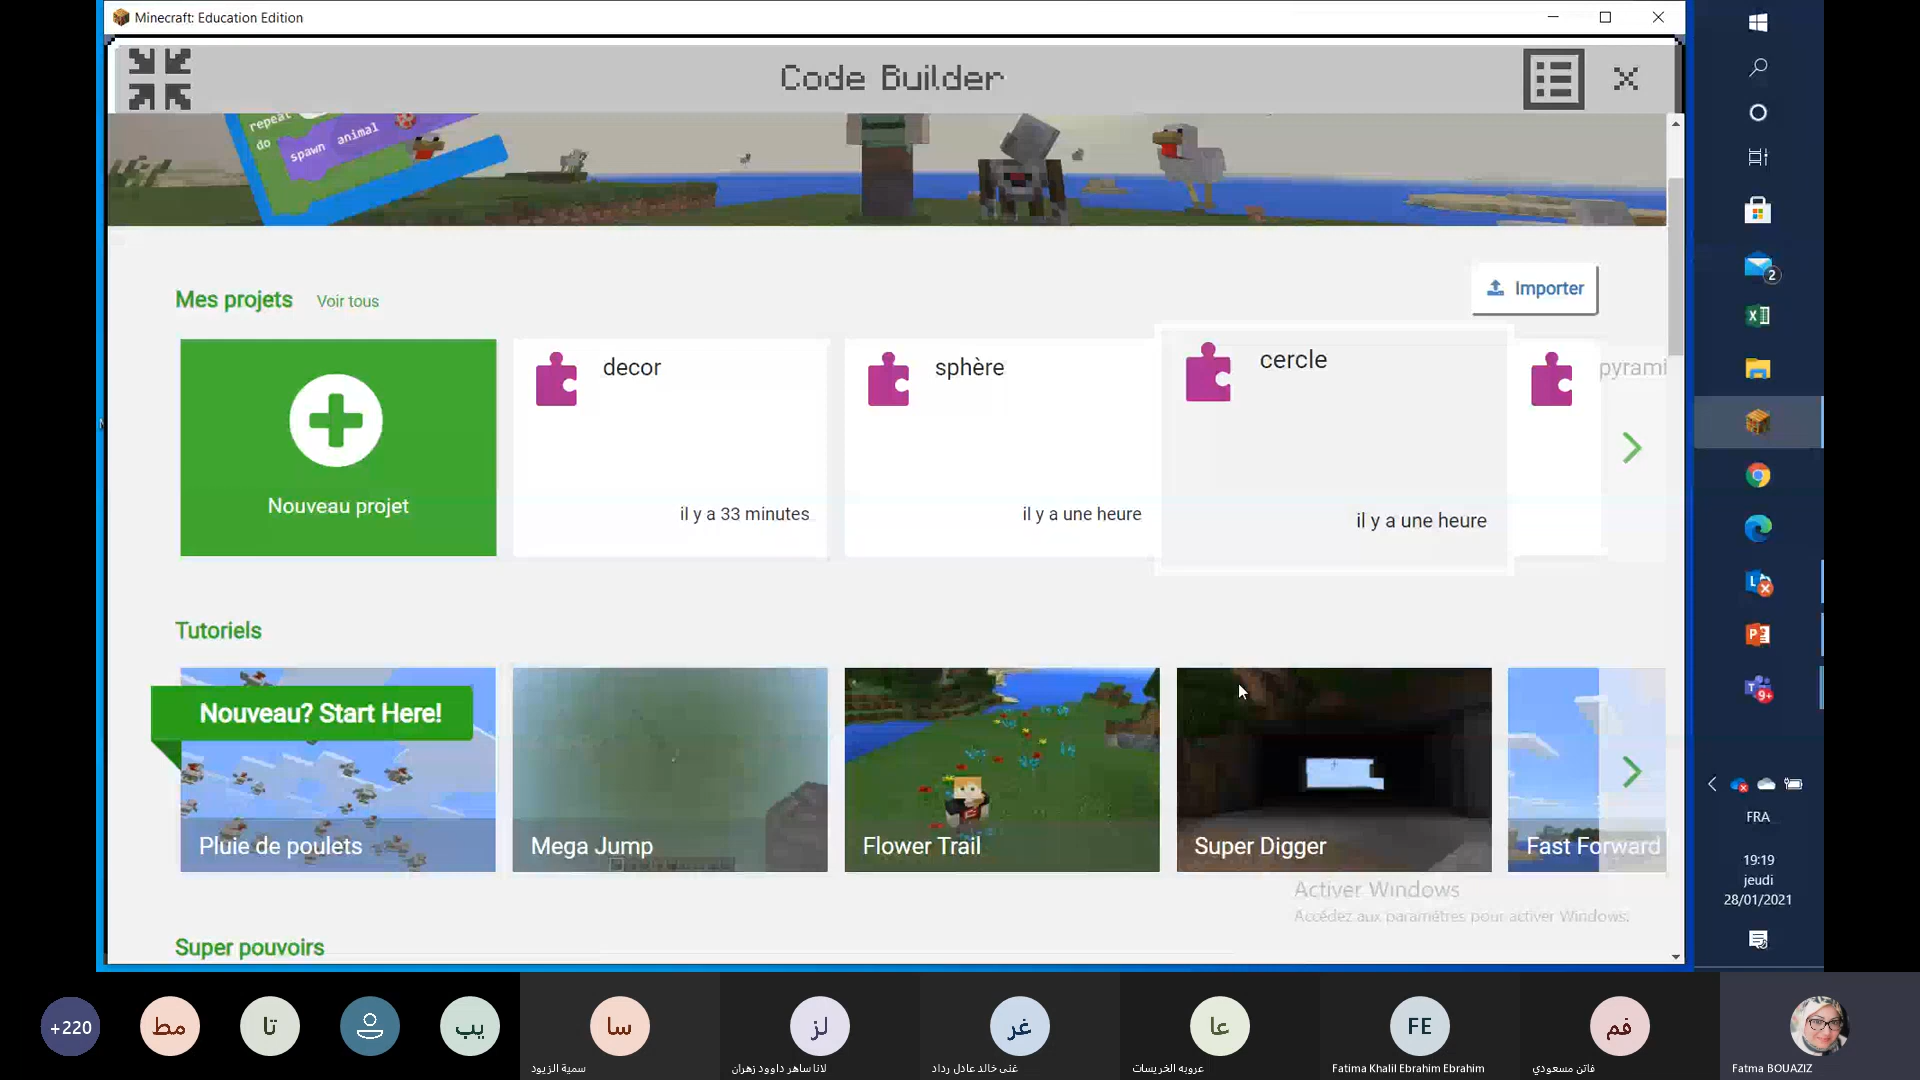 Minecraft: Education Edition
Code Builder
repeat
do
spawn animal
Mes projets
Voir tous
Importer
decor
sphère
cercle
pyrami
Nouveau projet
il y a 33 minutes
il y a une heure
il y a une heure
Tutoriels
Nouveau? Start Here!
Pluie de poulets
Mega Jump
Flower Trail
Super Digger
Fast Forward
Activer Windows
Accédez aux paramètres pour activer Windows.
Super pouvoirs
2
9+
FRA
19:19
jeudi
28/01/2021
+220
مط
تا
يب
سا
لز
غر
عا
FE
فم
سمية الزيود
لانا ساهر داوود زهران
غنى خالد عادل رداد
عروبه الخريسات
Fatima Khalil Ebrahim Ebrahim
فاتن مسعودي
Fatma BOUAZIZ